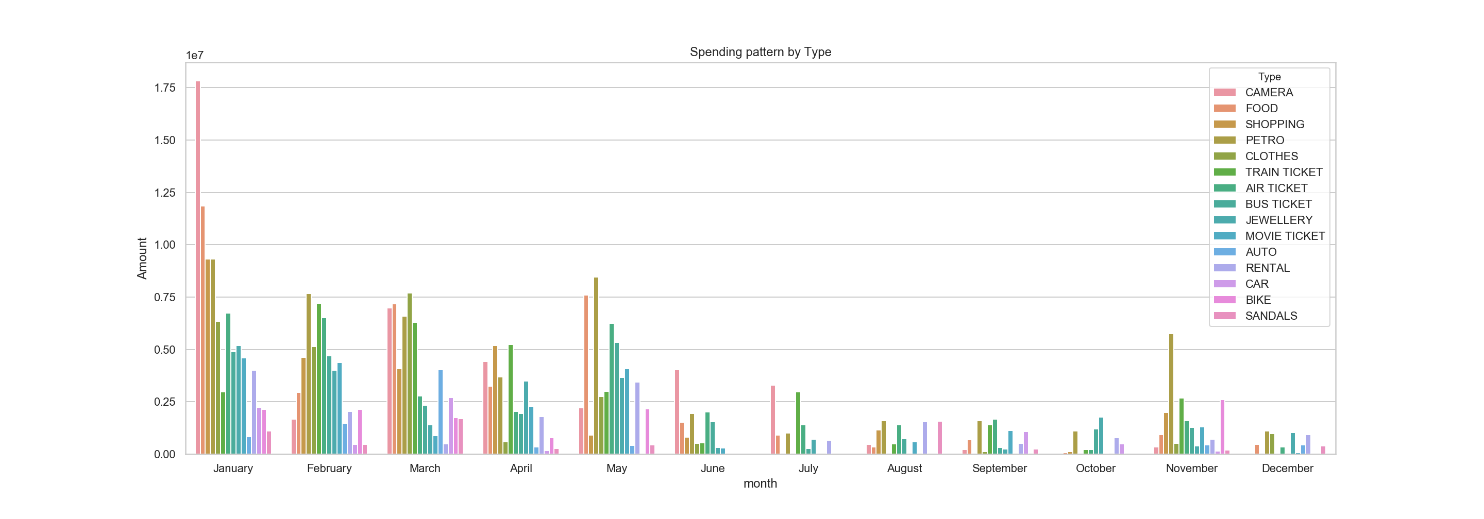 Spending pattern by Type
1e7
1.75
1.50
1.25
1.00
0.75
0.50
0.25
0.00
Amount
January February March April May June July August September October November December
month
Type
CAMERA
FOOD
SHOPPING
PETRO
CLOTHES
TRAIN TICKET
AIR TICKET
BUS TICKET
JEWELLERY
MOVIE TICKET
AUTO
RENTAL
CAR
BIKE
SANDALS